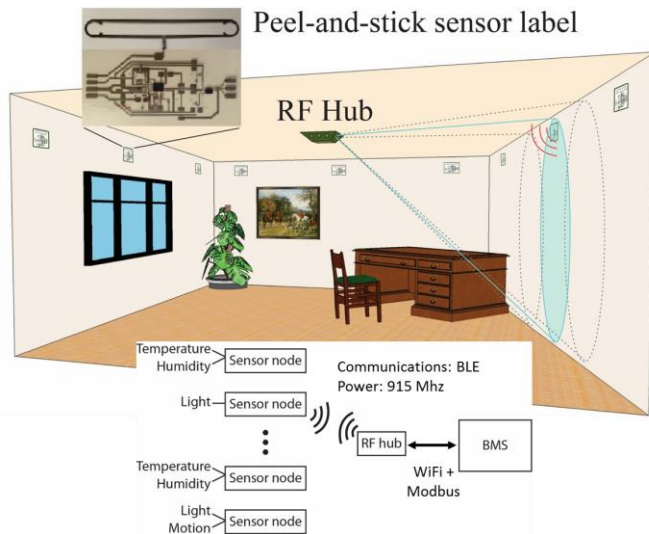 Peel-and-stick sensor label
RF Hub
Temperature
Humidity
Sensor node
Communications: BLE
Power: 915 Mhz
Light
Sensor node
RF hub
BMS
WiFi +
Modbus
Temperature
Humidity
Sensor node
Light
Motion
Sensor node